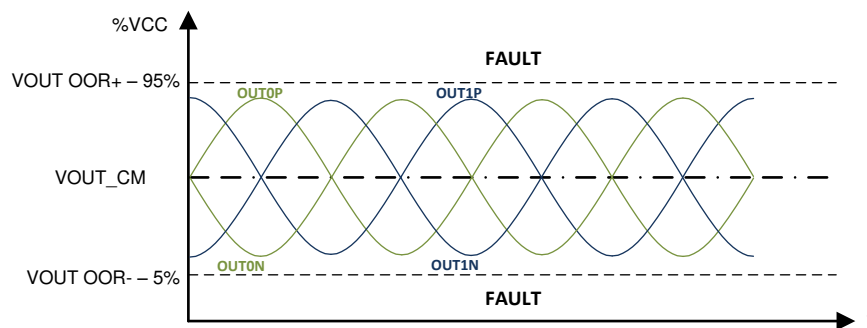 %VCC
FAULT
VOUT OOR+ – 95%
OUT0P
OUT1P
VOUT_CM
OUT0N
OUT1N
VOUT OOR- – 5%
FAULT